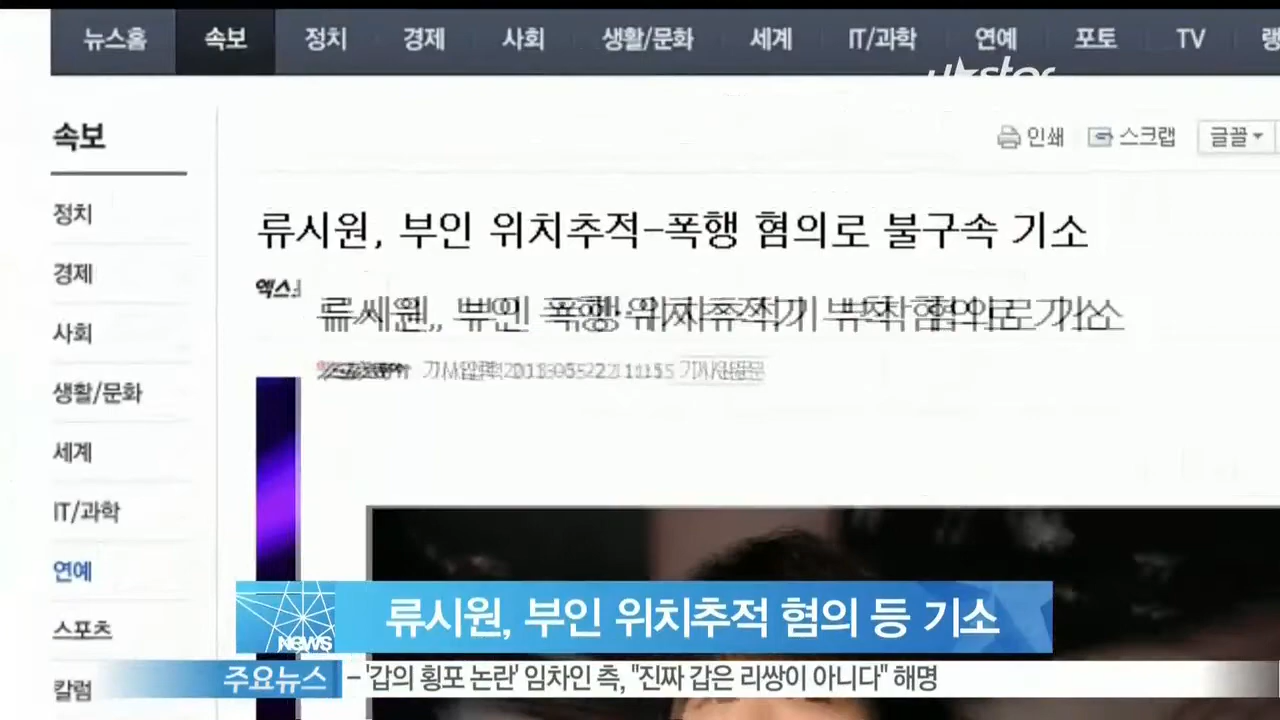 뉴스홈 속보 정치 경제 사회 생활/문화 세계 IT/과학 연예 포토 TV
속보
인쇄 스크랩 글꼴
정치
경제
사회
생활/문화
세계
IT/과학
연예
스포츠
칼럼
류시원, 부인 위치추적-폭행 혐의로 불구속 기소
NEWS
류시원, 부인 위치추적 혐의 등 기소
주요뉴스 - '갑의 횡포 논란' 임차인 측, "진짜 갑은 리쌍이 아니다" 해명